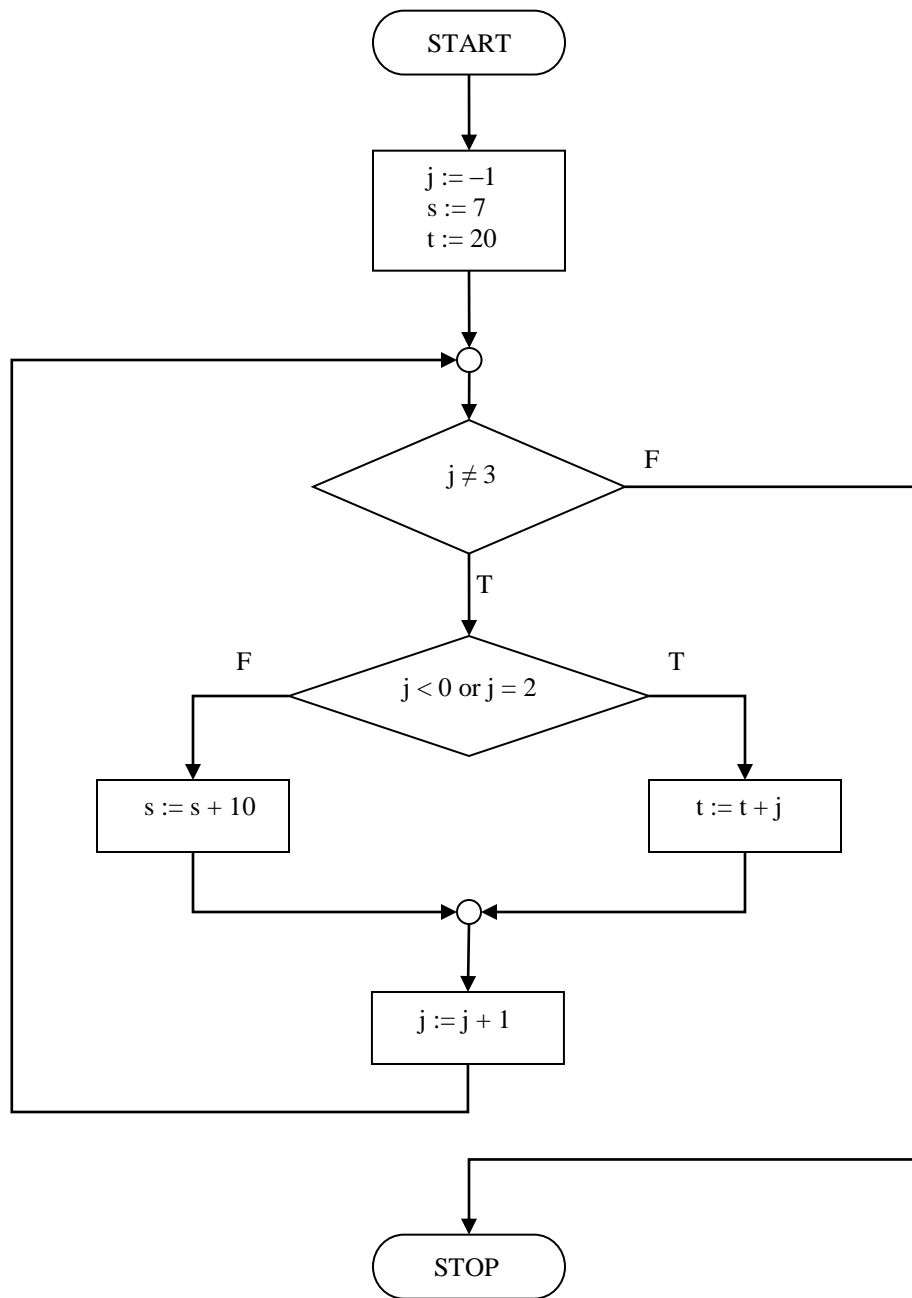 START
j := –1
s := 7
t := 20
j ≠ 3
F
T
F
j < 0 or j = 2
T
s := s + 10
t := t + j
j := j + 1
STOP